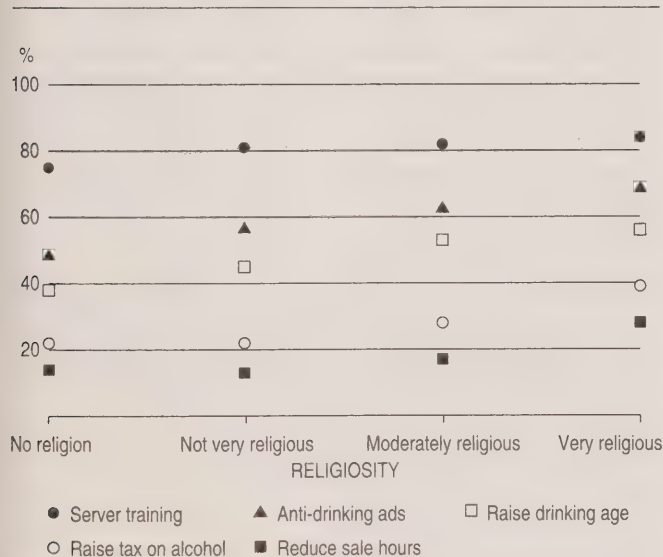 %
100
80
60
40
20
No religion Not very religious Moderately religious Very religious
RELIGIOSITY
Server training Anti-drinking ads Raise drinking age
Raise tax on alcohol Reduce sale hours